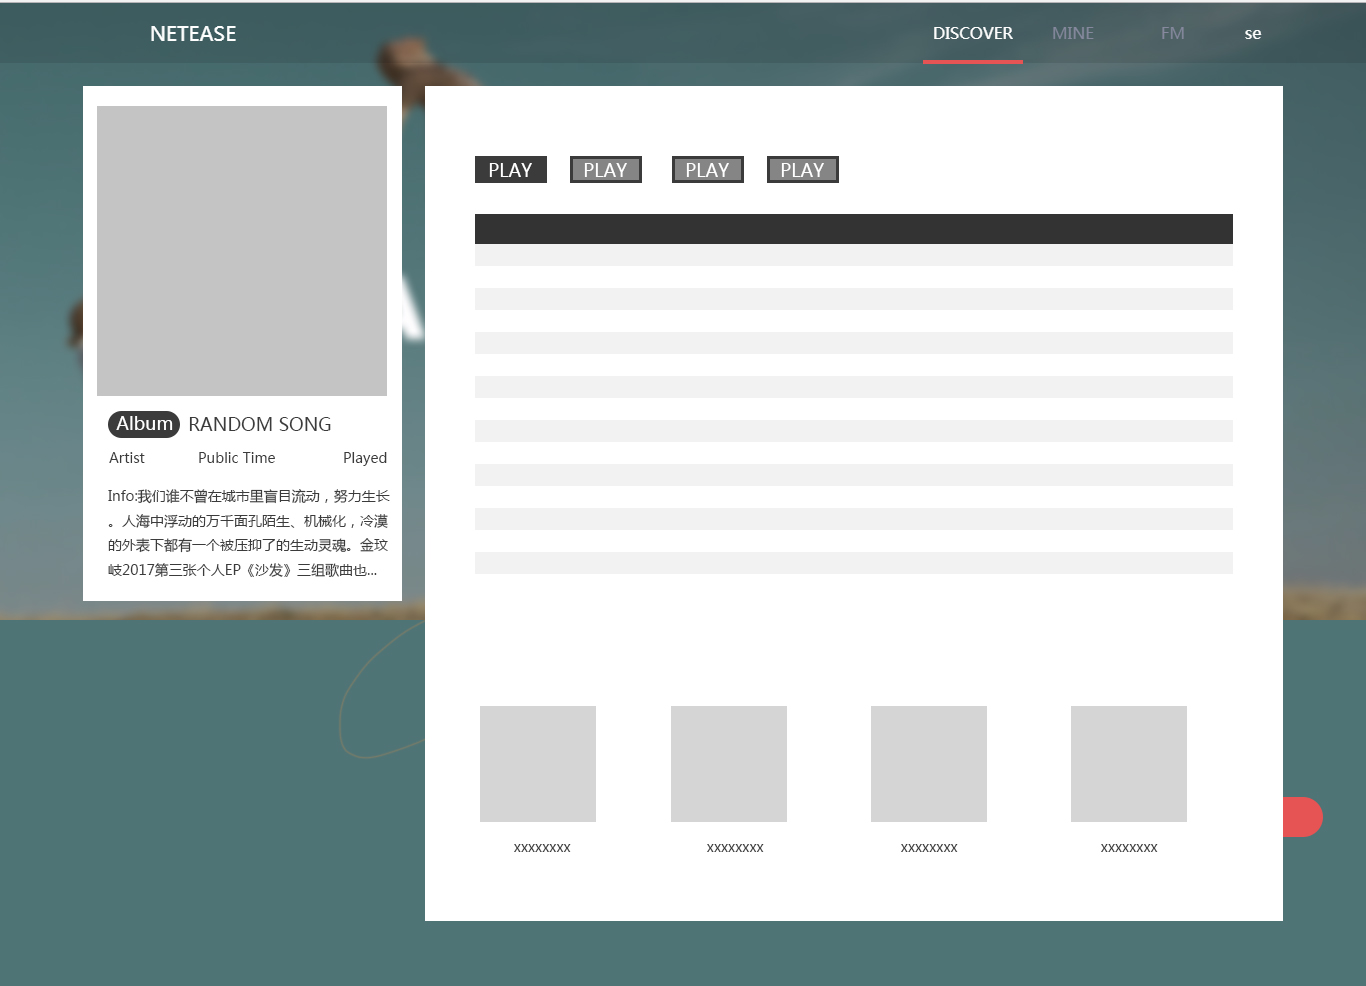 NETEASE
DISCOVER MINE FM se
PLAY PLAY PLAY PLAY
Album RANDOM SONG
Artist Public Time Played
Info:我们谁不曾在城市里盲目流动，努力生长
。人海中浮动的万千面孔陌生、机械化，冷漠
的外表下都有一个被压抑了的生动灵魂。金玟
岐2017第三张个人EP《沙发》三组歌曲也...
xxxxxxxx xxxxxxxx xxxxxxxx xxxxxxxx